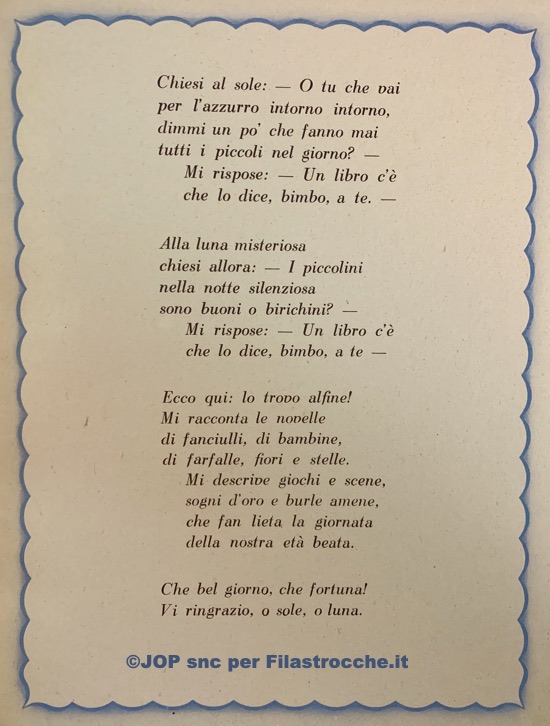 Chiesi al sole: — O tu che vai
per l'azzurro intorno intorno,
dimmi un po' che fanno mai
tutti i piccoli nel giorno? —
Mi rispose: — Un libro c'è
che lo dice, bimbo, a te. —
Alla luna misteriosa
chiesi allora: — I piccolini
nella notte silenziosa
sono buoni o birichini? —
Mi rispose: — Un libro c'è
che lo dice, bimbo, a te —
Ecco qui: lo trovo alfine!
Mi racconta le novelle
di fanciulli, di bambine,
di farfalle, fiori e stelle.
Mi descrive giochi e scene,
sogni d'oro e burle amene,
che fan lieta la giornata
della nostra età beata.
Che bel giorno, che fortuna!
Vi ringrazio, o sole, o luna.
©JOP snc per Filastrocche.it